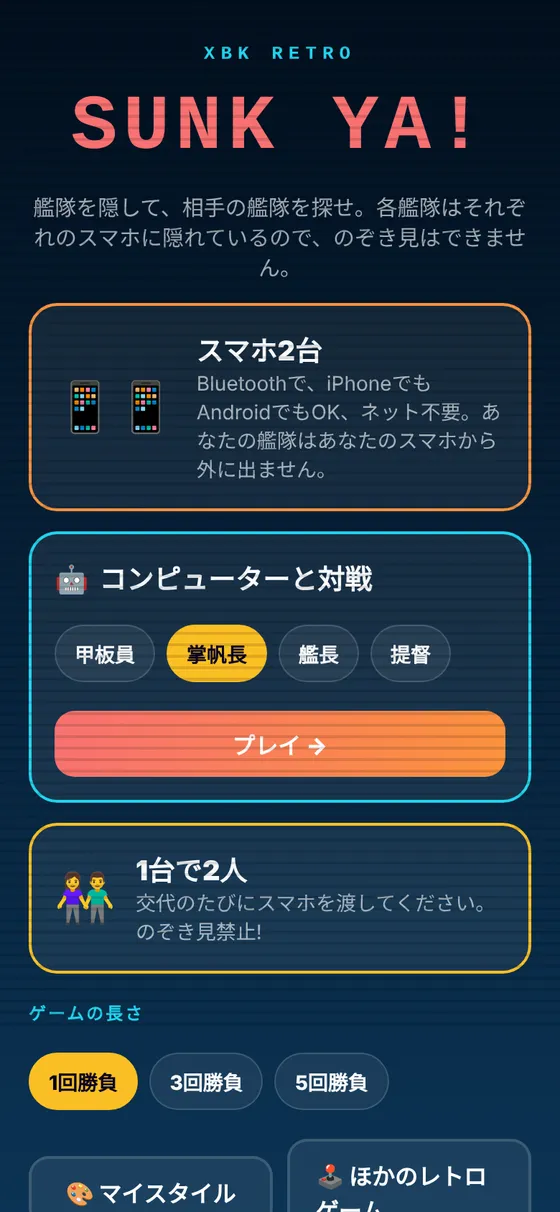 XBK RETRO
SUNK YA!
艦隊を隠して、相手の艦隊を探せ。各艦隊はそれぞ
れのスマホに隠れているので、のぞき見はできませ
ん。
スマホ2台
Bluetoothで、iPhoneでも
AndroidでもOK、ネット不要。あ
なたの艦隊はあなたのスマホから
外に出ません。
コンピューターと対戦
甲板員
掌帆長
艦長
提督
プレイ →
1台で2人
交代のたびにスマホを渡してください。
のぞき見禁止!
ゲームの長さ
1回勝負
3回勝負
5回勝負
マイスタイル
ほかのレトロ
ゲーム